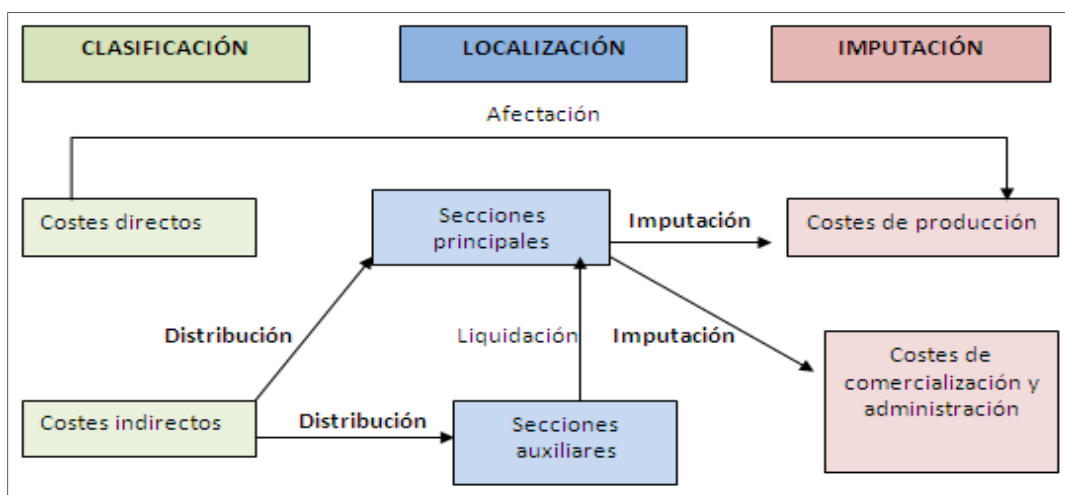 CLASIFICACIÓN
LOCALIZACIÓN
IMPUTACIÓN
Afectación
Costes directos
Secciones
principales
Imputación
Costes de producción
Distribución
Liquidación
Imputación
Costes de
comercialización y
administración
Costes indirectos
Distribución
Secciones
auxiliares